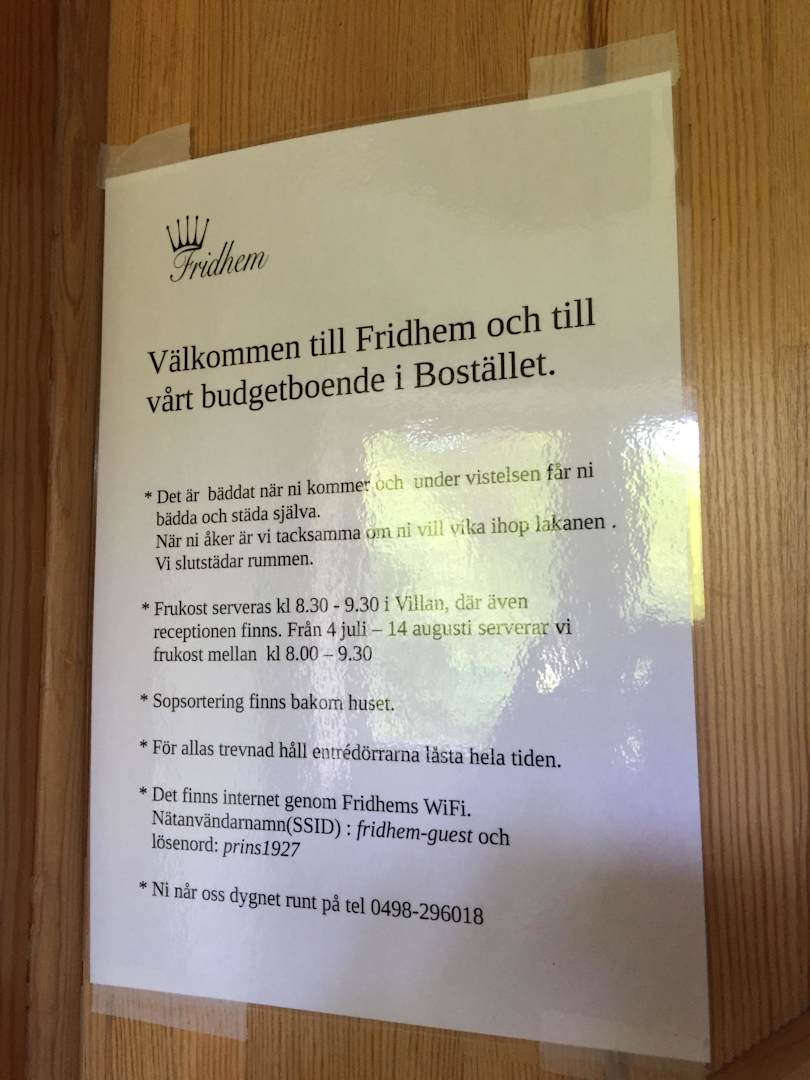 Fridhem
Välkommen till Fridhem och till
vårt budgetboende i Bostället.
* Det är bäddat när ni kommer och under vistelsen får ni
bädda och städa själva.
När ni åker är vi tacksamma om ni vill vika ihop lakanen .
Vi slutstädar rummen.
* Frukost serveras kl 8.30 - 9.30 i Villan, där även
receptionen finns. Från 4 juli – 14 augusti serverar vi
frukost mellan kl 8.00 – 9.30
* Sopsortering finns bakom huset.
* För allas trevnad håll entrédörrarna låsta hela tiden.
* Det finns internet genom Fridhems WiFi.
Nätanvändarnamn(SSID) : fridhem-guest och
lösenord: prins1927
* Ni når oss dygnet runt på tel 0498-296018